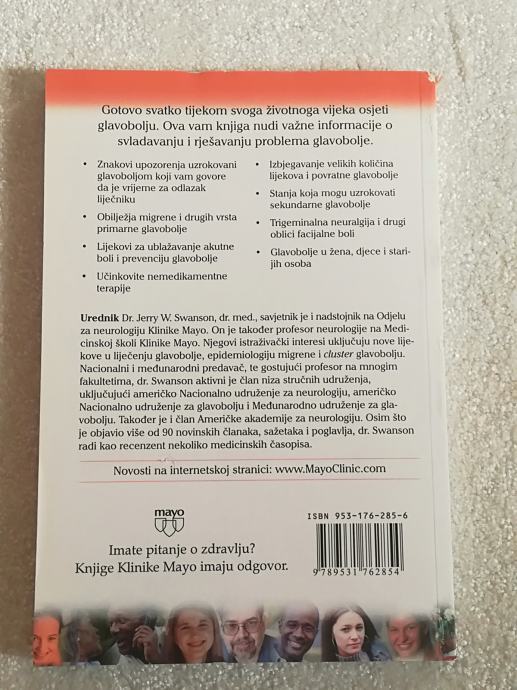 Gotovo svatko tijekom svoga životnoga vijeka osjeti
glavobolju. Ova vam knjiga nudi važne informacije o
svladavanju i rješavanju problema glavobolje.
• Znakovi upozorenja uzrokovani
glavoboljom koji vam govore
da je vrijeme za odlazak
liječniku
• Obilježja migrene i drugih vrsta
primarne glavobolje
• Lijekovi za ublažavanje akutne
boli i prevenciju glavobolje
• Učinkovite nemedikamentne
terapije
• Izbjegavanje velikih količina
lijekova i povratne glavobolje
• Stanja koja mogu uzrokovati
sekundarne glavobolje
• Trigeminalna neuralgija i drugi
oblici facijalne boli
• Glavobolje u žena, djece i stari-
jih osoba
Urednik Dr. Jerry W. Swanson, dr. med., savjetnik je i nadstojnik na Odjelu
za neurologiju Klinike Mayo. On je također profesor neurologije na Medi-
cinskoj školi Klinike Mayo. Njegovi istraživački interesi uključuju nove lije-
kove u liječenju glavobolje, epidemiologiju migrene i cluster glavobolju.
Nacionalni i međunarodni predavač, te gostujući profesor na mnogim
fakultetima, dr. Swanson aktivni je član niza stručnih udruženja,
uključujući američko Nacionalno udruženje za neurologiju, američko
Nacionalno udruženje za glavobolju i Međunarodno udruženje za gla-
vobolju. Također je i član Američke akademije za neurologiju. Osim što
je objavio više od 90 novinskih članaka, sažetaka i poglavlja, dr. Swanson
radi kao recenzent nekoliko medicinskih časopisa.
Novosti na internetskoj stranici: www.MayoClinic.com
mayo
Imate pitanje o zdravlju?
Knjige Klinike Mayo imaju odgovor.
ISBN 953-176-285-6
9 789531 762854